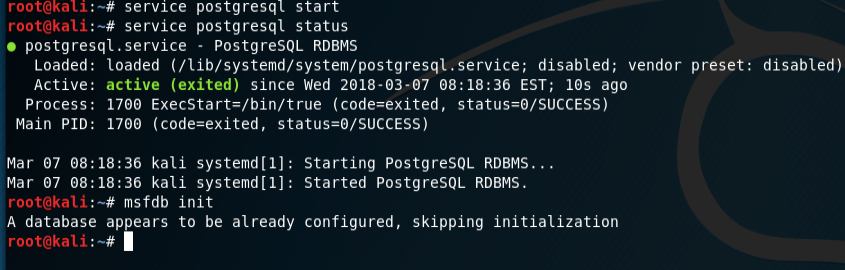 root@kali:~# service postgresql start
root@kali:~# service postgresql status
● postgresql.service - PostgreSQL RDBMS
   Loaded: loaded (/lib/systemd/system/postgresql.service; disabled; vendor preset: disabled)
   Active: active (exited) since Wed 2018-03-07 08:18:36 EST; 10s ago
  Process: 1700 ExecStart=/bin/true (code=exited, status=0/SUCCESS)
 Main PID: 1700 (code=exited, status=0/SUCCESS)

Mar 07 08:18:36 kali systemd[1]: Starting PostgreSQL RDBMS...
Mar 07 08:18:36 kali systemd[1]: Started PostgreSQL RDBMS.
root@kali:~# msfdb init
A database appears to be already configured, skipping initialization
root@kali:~#